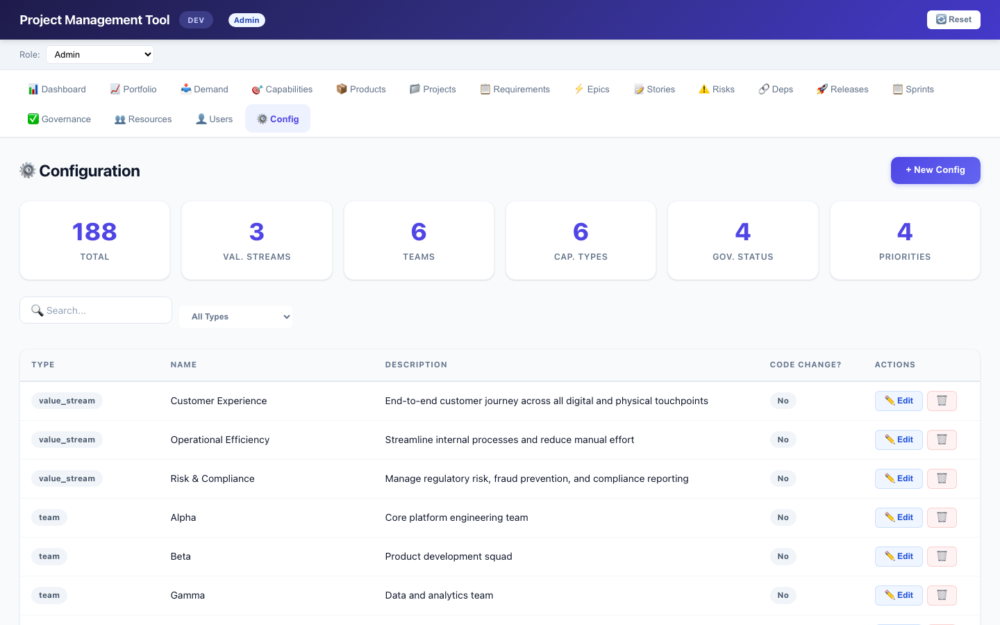 Project Management Tool DEV Admin Reset
Role: Admin
Dashboard Portfolio Demand Capabilities Products Projects Requirements Epics Stories Risks Deps Releases Sprints
Governance Resources Users Config
Configuration + New Config
188 3 6 6 4 4
TOTAL VAL. STREAMS TEAMS CAP. TYPES GOV. STATUS PRIORITIES
Search...
All Types
TYPE NAME DESCRIPTION CODE CHANGE? ACTIONS
value_stream Customer Experience End-to-end customer journey across all digital and physical touchpoints No Edit
value_stream Operational Efficiency Streamline internal processes and reduce manual effort No Edit
value_stream Risk & Compliance Manage regulatory risk, fraud prevention, and compliance reporting No Edit
team Alpha Core platform engineering team No Edit
team Beta Product development squad No Edit
team Gamma Data and analytics team No Edit